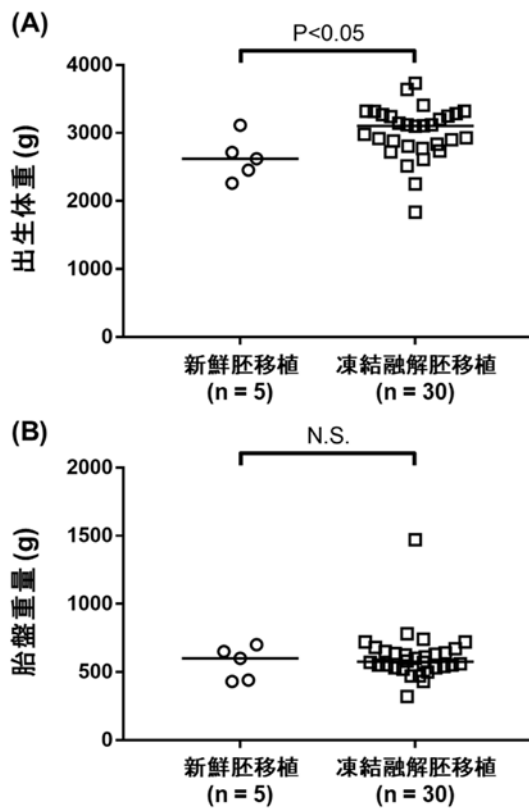 (A)
P<0.05
4000
3000
2000
1000
0
出生体重 (g)
新鮮胚移植
(n = 5)
凍結融解胚移植
(n = 30)
(B)
N.S.
2000
1500
1000
500
0
胎盤重量 (g)
新鮮胚移植
(n = 5)
凍結融解胚移植
(n = 30)